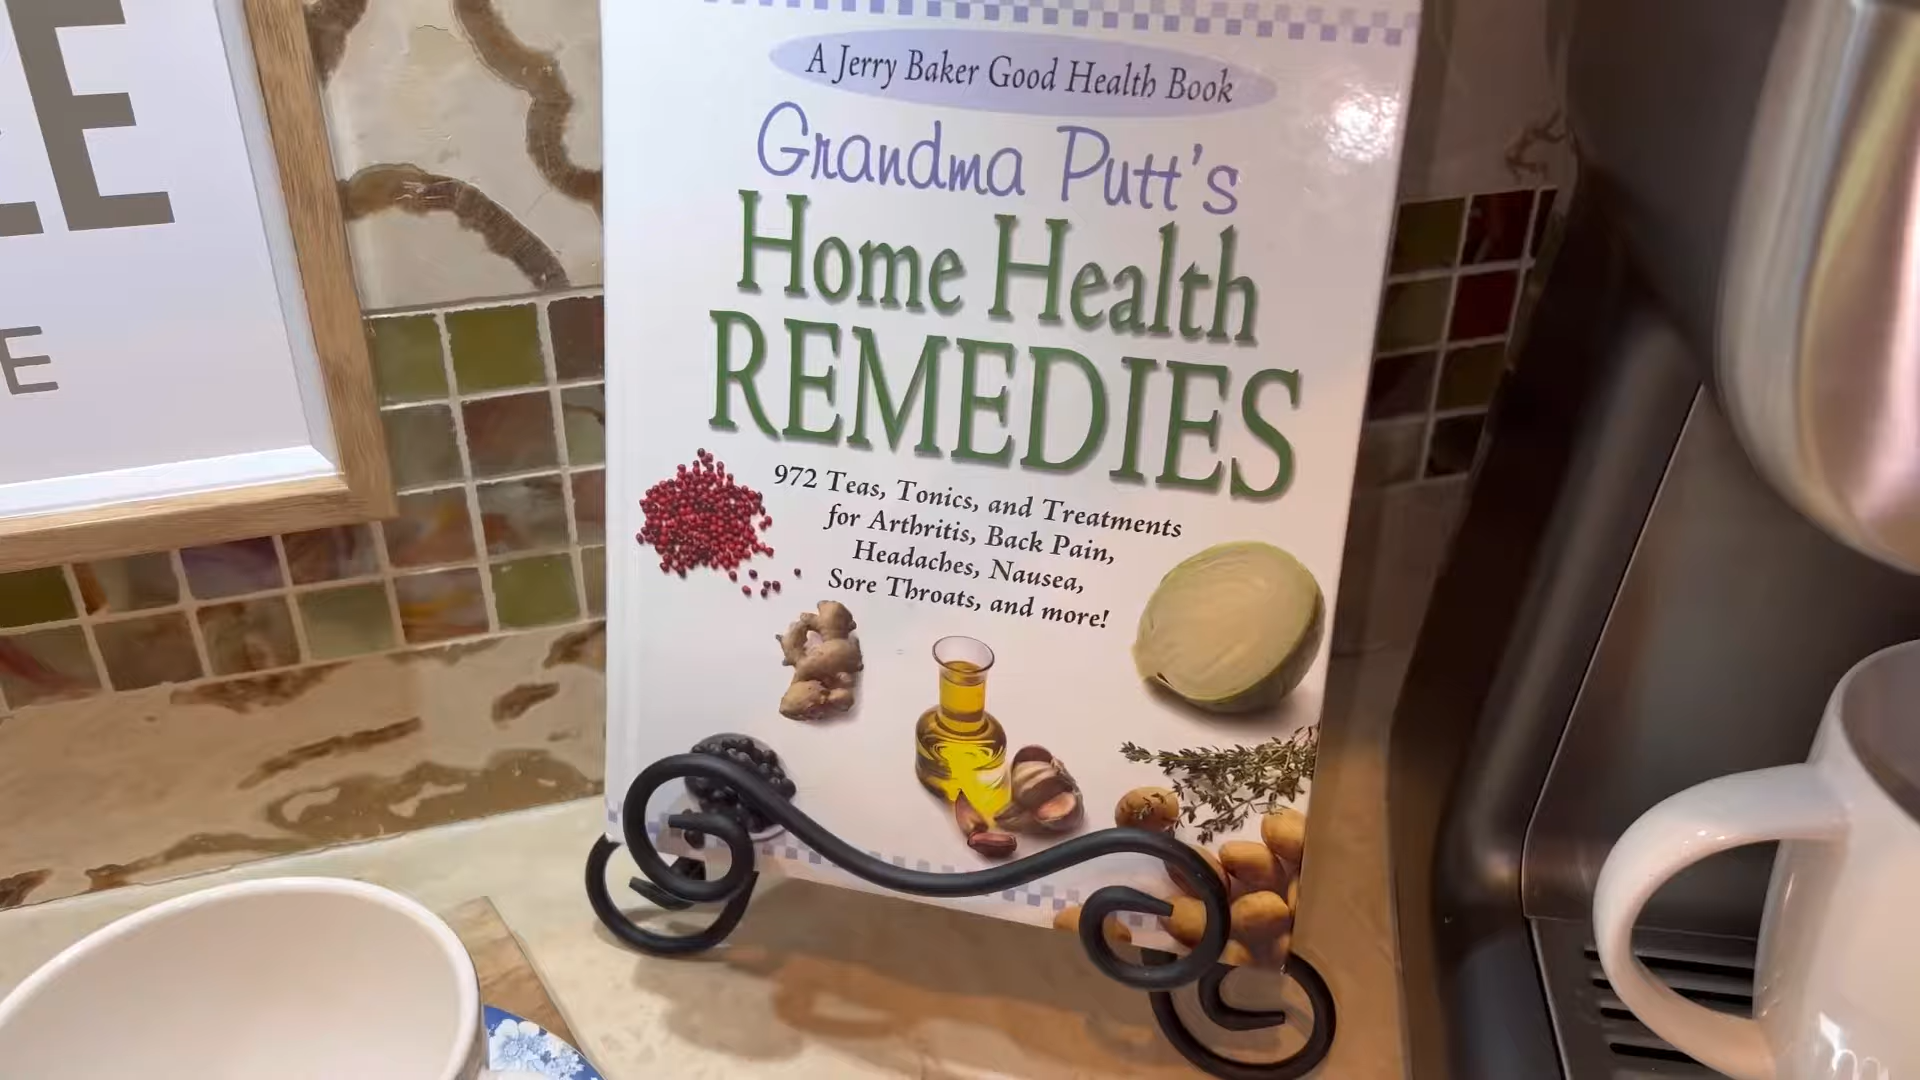 A Jerry Baker Good Health Book
Grandma Putt's
Home Health
REMEDIES
972 Teas, Tonics, and Treatments
for Arthritis, Back Pain,
Headaches, Nausea,
Sore Throats, and more!